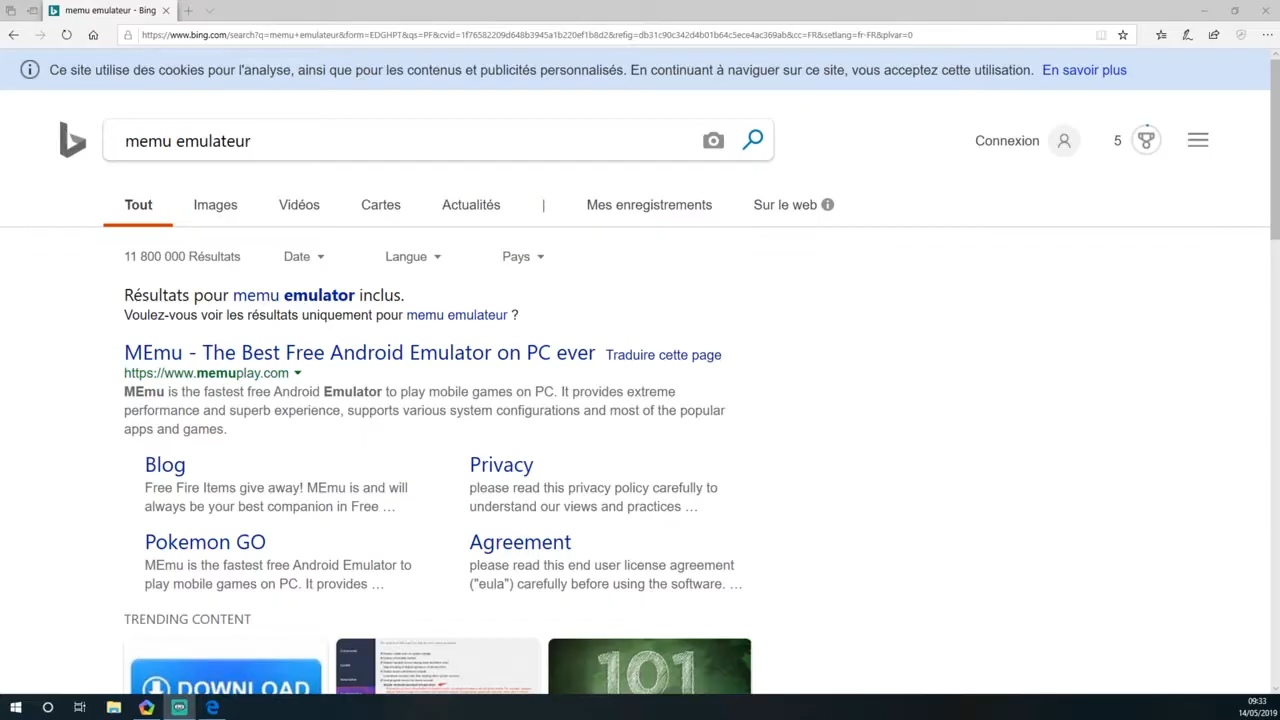 memu emulateur - Bing
https://www.bing.com/search?q=memu+emulateur&form=EDGHPT&qs=PF&cvid=1f76582209d648b3945a1b220ef1b8d2&refig=db31c90c342d4b01b64c5ece4ac369ab&cc=FR&setlang=fr-FR&plvar=0
Ce site utilise des cookies pour l'analyse, ainsi que pour les contenus et publicités personnalisés. En continuant à naviguer sur ce site, vous acceptez cette utilisation. En savoir plus
memu emulateur
Connexion 5
Tout Images Vidéos Cartes Actualités | Mes enregistrements Sur le web
11 800 000 Résultats Date Langue Pays
Résultats pour memu emulator inclus.
Voulez-vous voir les résultats uniquement pour memu emulateur ?
MEmu - The Best Free Android Emulator on PC ever Traduire cette page
https://www.memuplay.com
MEmu is the fastest free Android Emulator to play mobile games on PC. It provides extreme
performance and superb experience, supports various system configurations and most of the popular
apps and games.
Blog
Free Fire Items give away! MEmu is and will
always be your best companion in Free ...
Privacy
please read this privacy policy carefully to
understand our views and practices ...
Pokemon GO
MEmu is the fastest free Android Emulator to
play mobile games on PC. It provides ...
Agreement
please read this end user license agreement
("eula") carefully before using the software. ...
TRENDING CONTENT
09:33
14/05/2019